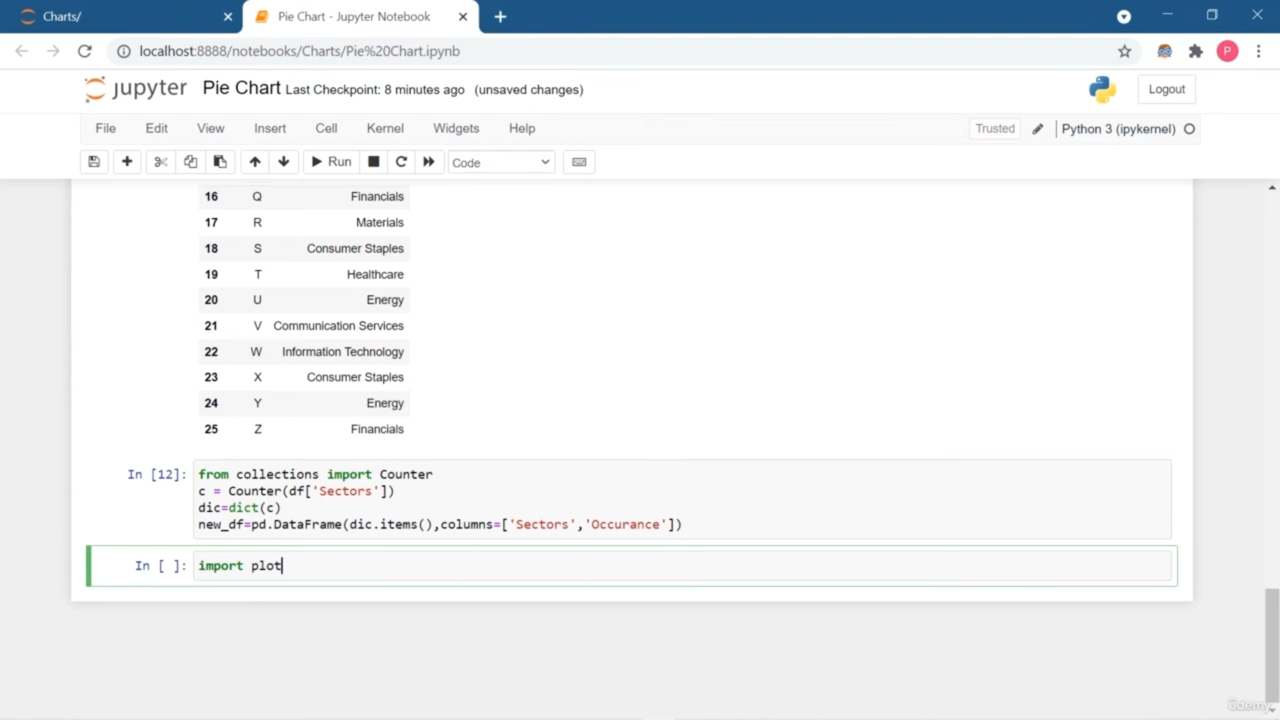 Charts/
Pie Chart - Jupyter Notebook
localhost:8888/notebooks/Charts/Pie%20Chart.ipynb
P
jupyter Pie Chart Last Checkpoint: 8 minutes ago (unsaved changes)
Logout
File Edit View Insert Cell Kernel Widgets Help
Trusted
Python 3 (ipykernel)
Run
Code
16 Q Financials
17 R Materials
18 S Consumer Staples
19 T Healthcare
20 U Energy
21 V Communication Services
22 W Information Technology
23 X Consumer Staples
24 Y Energy
25 Z Financials
In [12]: from collections import Counter
c = Counter(df['Sectors'])
dic=dict(c)
new_df=pd.DataFrame(dic.items(),columns=['Sectors','Occurance'])
In [ ]: import plot
ûdemy